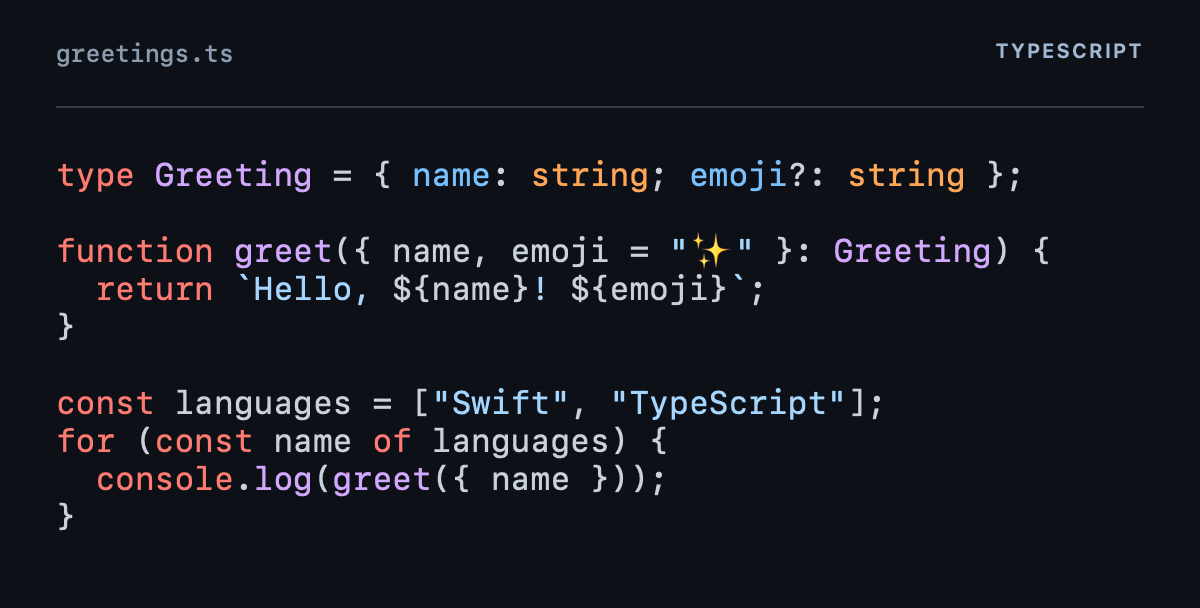 greetings.ts
TYPESCRIPT
type Greeting = { name: string; emoji?: string };
function greet({ name, emoji = "✨" }: Greeting) {
  return `Hello, ${name}! ${emoji}`;
}
const languages = ["Swift", "TypeScript"];
for (const name of languages) {
  console.log(greet({ name }));
}